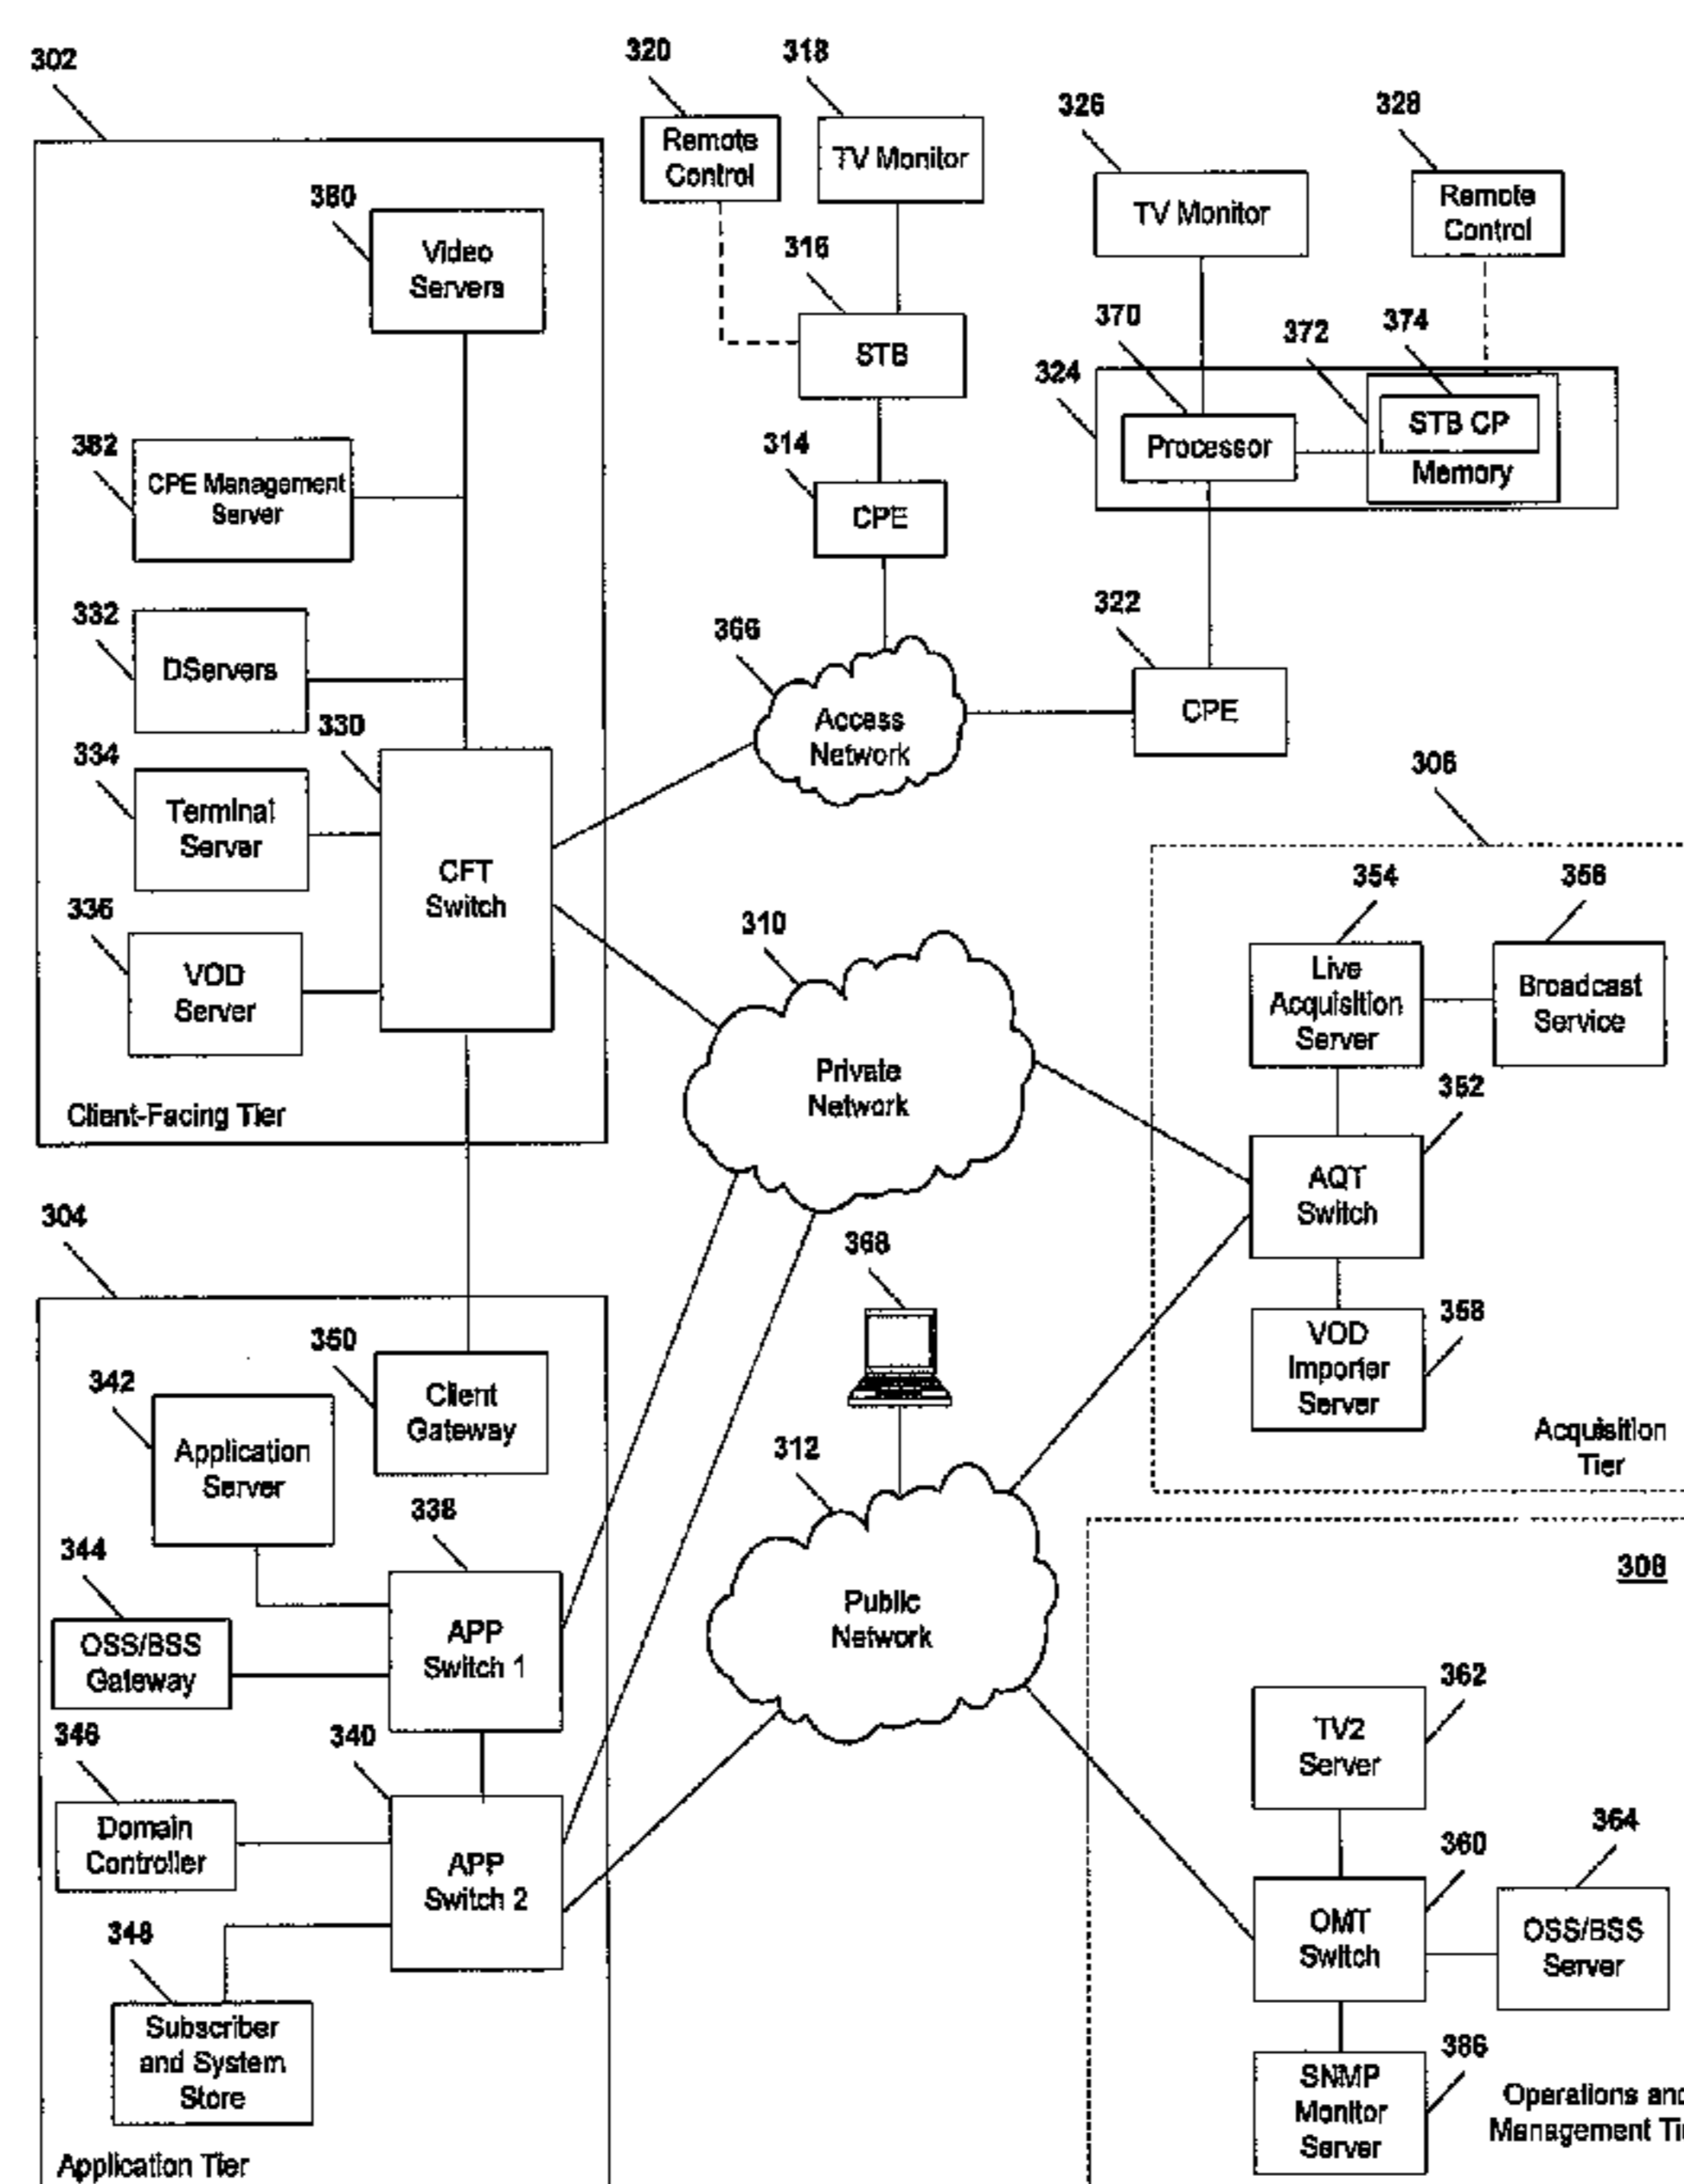 302
320
318
326
328
Remote
Control
TV Monitor
TV Monitor
Remote
Control
380
Video
Servers
316
STB
370
372
374
324
Processor
STB CP
Memory
382
CPE Management
Server
314
CPE
332
DServers
366
Access
Network
322
CPE
330
334
Terminal
Server
CFT
Switch
336
VOD
Server
Client-Facing Tier
306
354
356
Live
Acquisition
Server
Broadcast
Service
310
Private
Network
352
AQT
Switch
358
VOD
Importer
Server
Acquisition
Tier
304
350
Client
Gateway
342
Application
Server
368
312
Public
Network
338
APP
Switch 1
344
OSS/BSS
Gateway
346
Domain
Controller
340
APP
Switch 2
348
Subscriber
and System
Store
Application Tier
308
362
TV2
Server
360
OMT
Switch
364
OSS/BSS
Server
386
SNMP
Monitor
Server
Operations and
Management